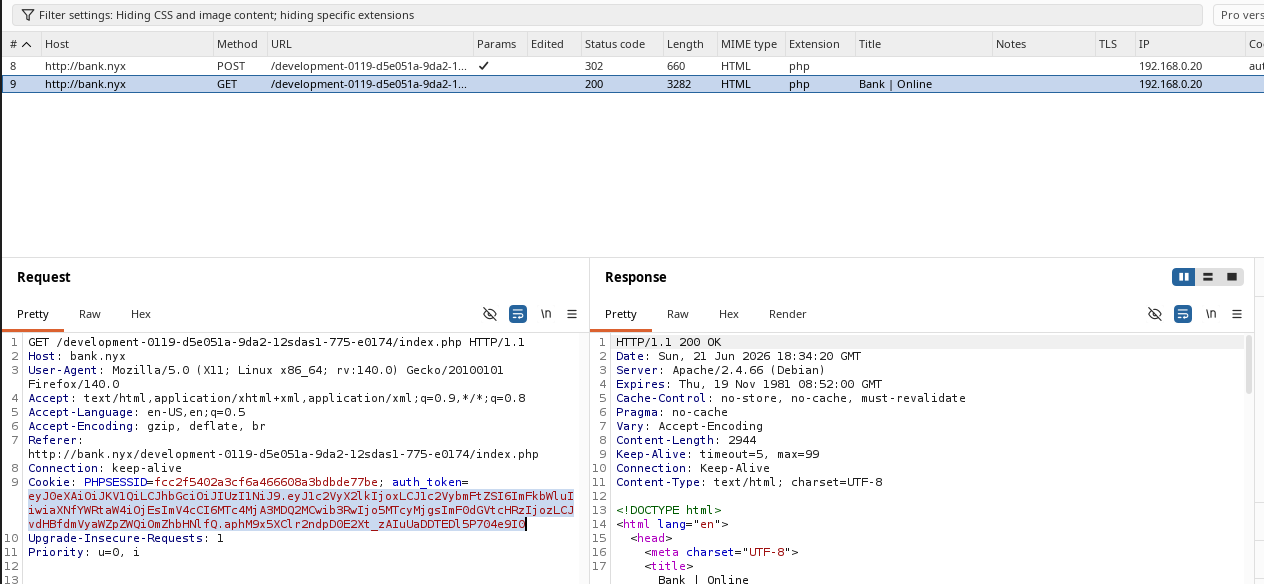 Filter settings: Hiding CSS and image content; hiding specific extensions
Pro vers
# Host Method URL Params Edited Status code Length MIME type Extension Title Notes TLS IP Co
8 http://bank.nyx POST /development-0119-d5e051a-9da2-1... ✓ 302 660 HTML php 192.168.0.20 aut
9 http://bank.nyx GET /development-0119-d5e051a-9da2-1... 200 3282 HTML php Bank | Online 192.168.0.20
Request
Pretty Raw Hex
\n
1 GET /development-0119-d5e051a-9da2-12sdas1-775-e0174/index.php HTTP/1.1
2 Host: bank.nyx
3 User-Agent: Mozilla/5.0 (X11; Linux x86_64; rv:140.0) Gecko/20100101
Firefox/140.0
4 Accept: text/html,application/xhtml+xml,application/xml;q=0.9,*/*;q=0.8
5 Accept-Language: en-US,en;q=0.5
6 Accept-Encoding: gzip, deflate, br
7 Referer:
http://bank.nyx/development-0119-d5e051a-9da2-12sdas1-775-e0174/index.php
8 Connection: keep-alive
9 Cookie: PHPSESSID=fcc2f5402a3cf6a466608a3bdbde77be; auth_token=
eyJ0eXAiOiJKV1QiLCJhbGciOiJIUzI1NiJ9.eyJ1c2VyX2lkIjoxLCJ1c2VybmFtZSI6ImFkbWluI
iwiaXNfYWRtaW4iOjEsImV4cCI6MTc4MjA3MDQ2MCwib3RwIjo5MTcyMjgsImF0dGVtcHRzIjozLCJ
vdHBfdmVyaWZpZWQiOmZhbHNlfQ.aphM9x5XClr2ndpD0E2Xt_zAIuUaDDTEDl5P704e9I0
10 Upgrade-Insecure-Requests: 1
11 Priority: u=0, i
12
13
Response
Pretty Raw Hex Render
\n
1 HTTP/1.1 200 OK
2 Date: Sun, 21 Jun 2026 18:34:20 GMT
3 Server: Apache/2.4.66 (Debian)
4 Expires: Thu, 19 Nov 1981 08:52:00 GMT
5 Cache-Control: no-store, no-cache, must-revalidate
6 Pragma: no-cache
7 Vary: Accept-Encoding
8 Content-Length: 2944
9 Keep-Alive: timeout=5, max=99
10 Connection: Keep-Alive
11 Content-Type: text/html; charset=UTF-8
12
13 <!DOCTYPE html>
14 <html lang="en">
15 <head>
16 <meta charset="UTF-8">
17 <title>
Bank | Online